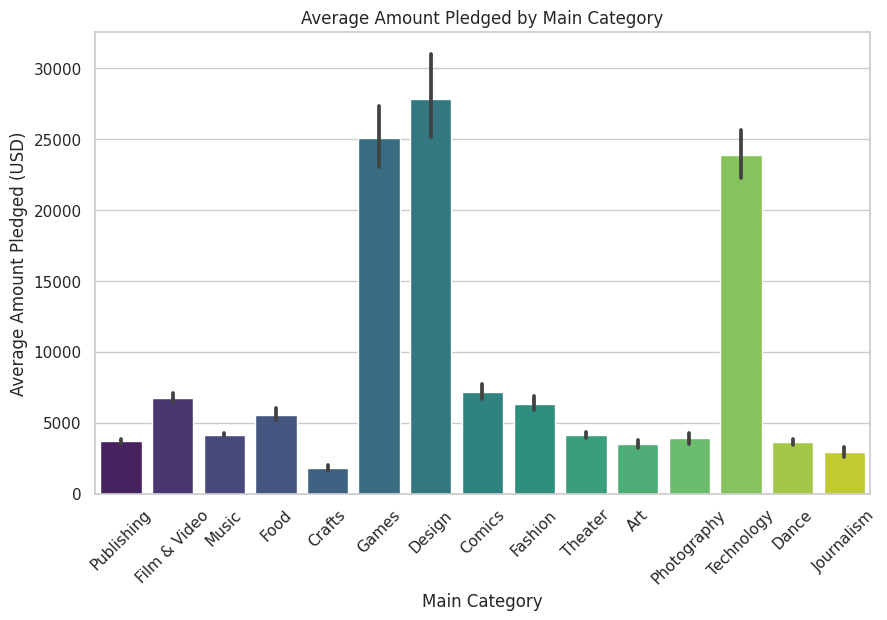 Average Amount Pledged by Main Category
Average Amount Pledged (USD)
30000
25000
20000
15000
10000
5000
0
Publishing
Film & Video
Music
Food
Crafts
Games
Design
Comics
Fashion
Theater
Art
Photography
Technology
Dance
Journalism
Main Category